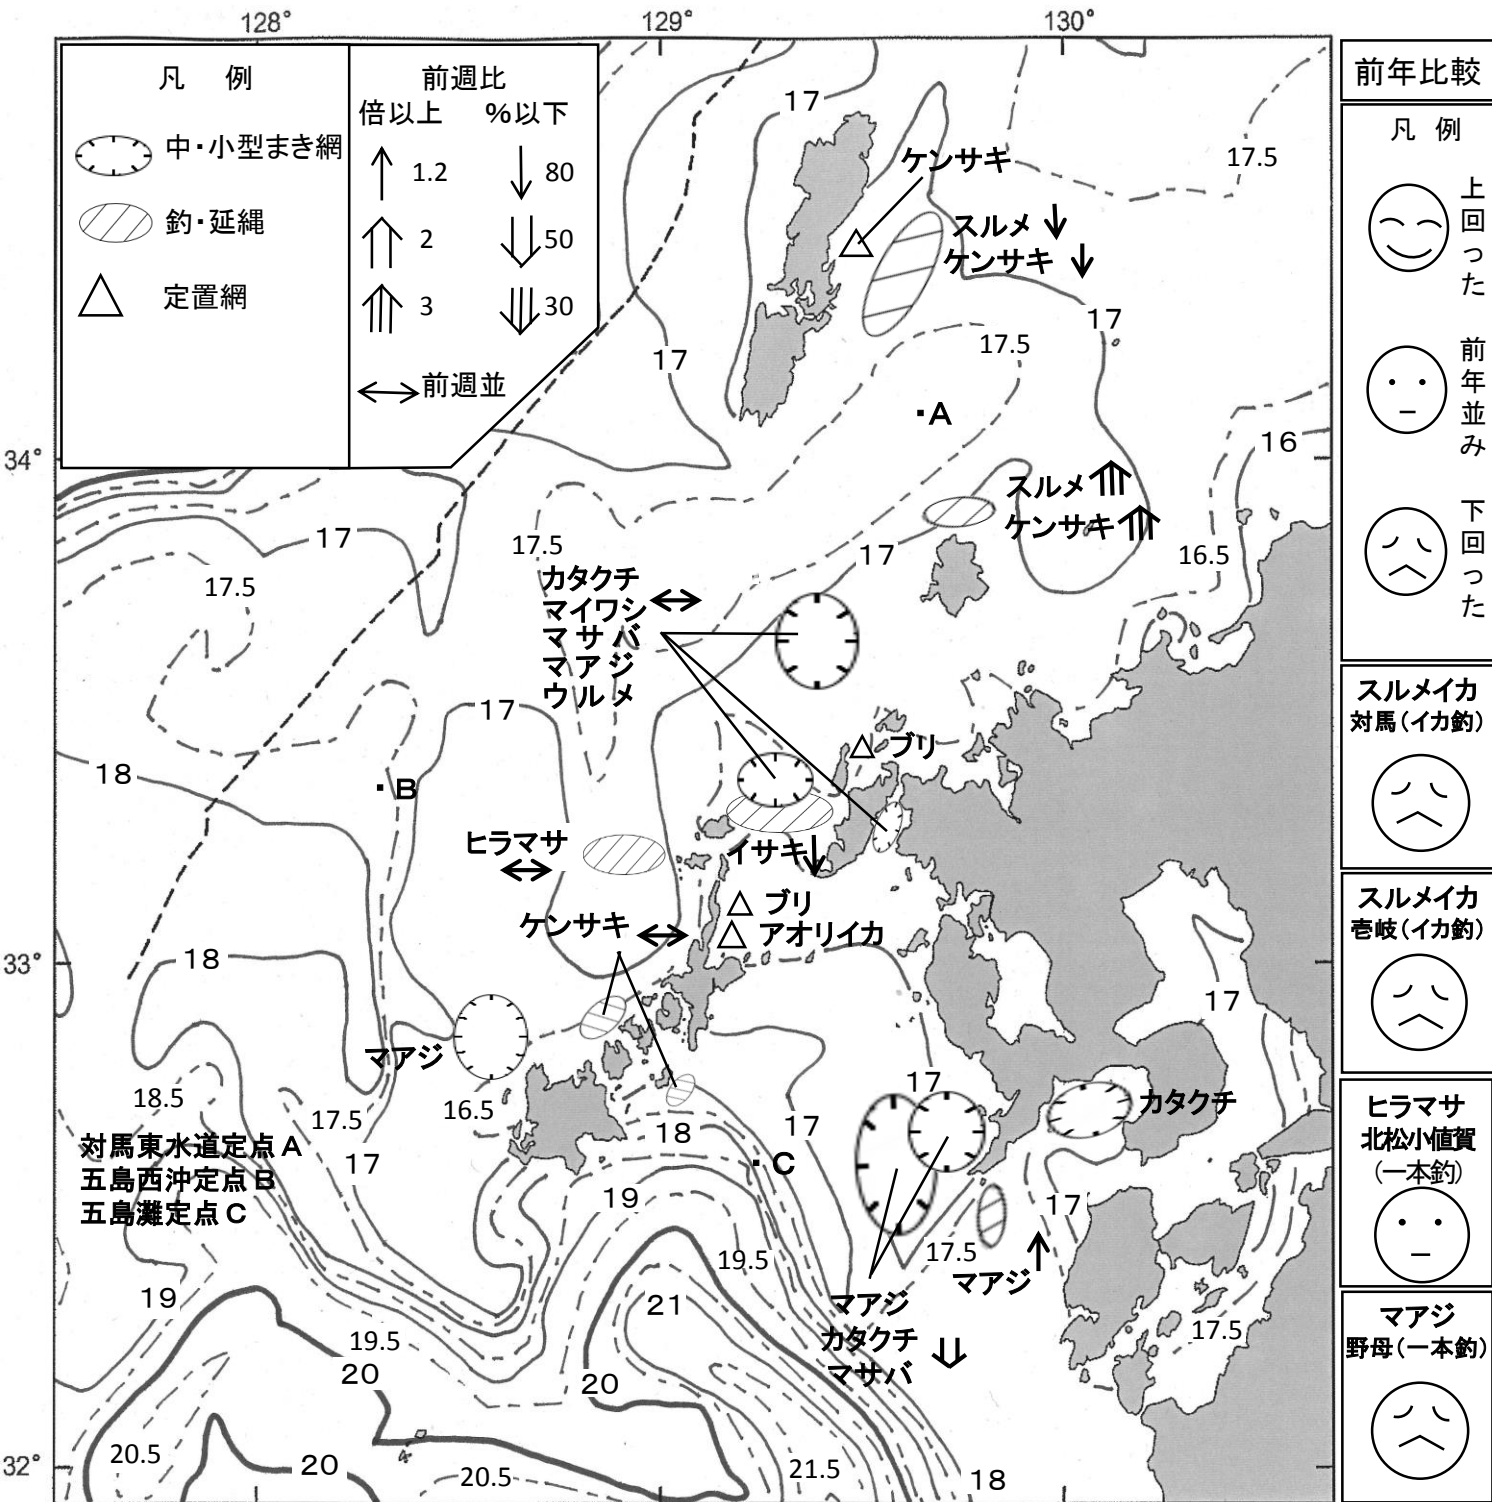 128°
129°
130°
凡　例
中・小型まき網
釣・延縄
定置網
前週比
倍以上　％以下
1.2
80
2
50
3
30
前週並
前年比較
凡 例
上回った
前年並み
下回った
スルメイカ
対馬(イカ釣)
スルメイカ
壱岐(イカ釣)
ヒラマサ
北松小値賀
(一本釣)
マアジ
野母(一本釣)
17
ケンサキ
17.5
スルメ
ケンサキ
17
17.5
17
A
16
34°
スルメ
ケンサキ
17
17.5
17
16.5
17.5
カタクチ
マイワシ
マサバ
マアジ
ウルメ
17
ブリ
18
B
ヒラマサ
イサキ
ブリ
ケンサキ
アオリイカ
33°
18
17
マアジ
17
18.5
17.5
16.5
カタクチ
18
17
対馬東水道定点A
五島西沖定点B
五島灘定点C
17
C
19
17
17.5
19.5
マアジ
19
21
マアジ
カタクチ
マサバ
17.5
19.5
20
20
20.5
20
20.5
21.5
18
32°